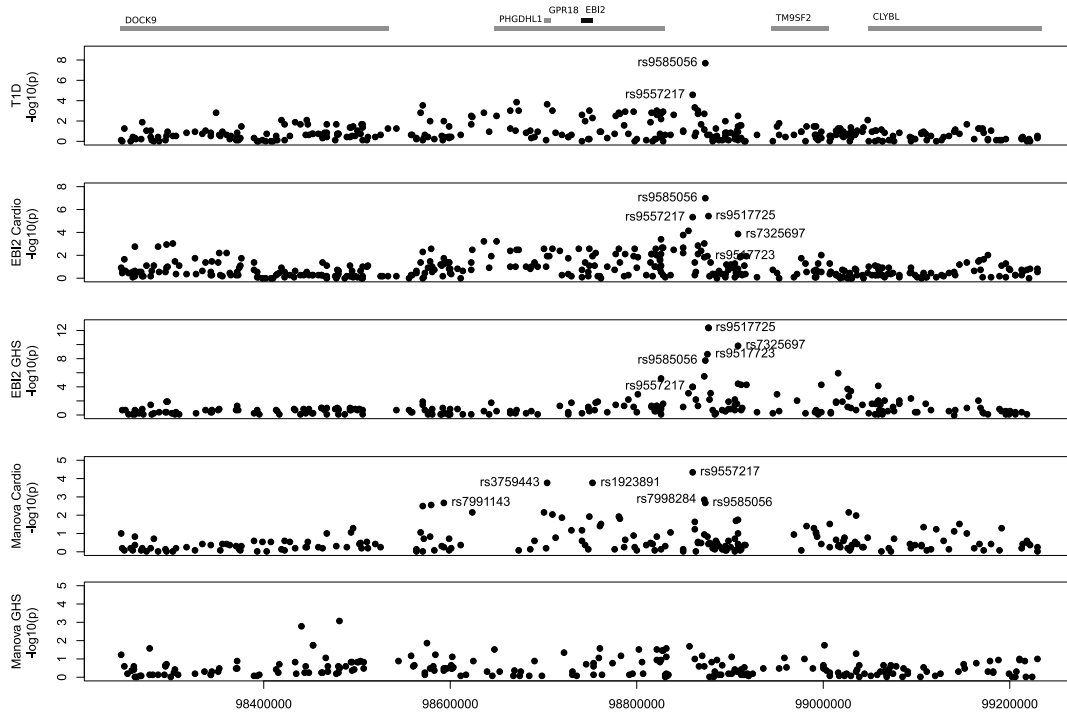 GPR18 EBI2
DOCK9 PHGDHL1 TM9SF2 CLYBL
T1D
-log10(p)
0 2 4 6 8
rs9585056
rs9557217
EBI2 Cardio
-log10(p)
0 2 4 6 8
rs9585056
rs9557217 rs9517725
rs7325697
rs9517723
EBI2 GHS
-log10(p)
0 4 8 12
rs9517725
rs7325697
rs9517723
rs9585056
rs9557217
Manova Cardio
-log10(p)
0 1 2 3 4 5
rs9557217
rs3759443 rs1923891
rs7991143 rs7998284 rs9585056
Manova GHS
-log10(p)
0 1 2 3 4 5
98400000 98600000 98800000 99000000 99200000